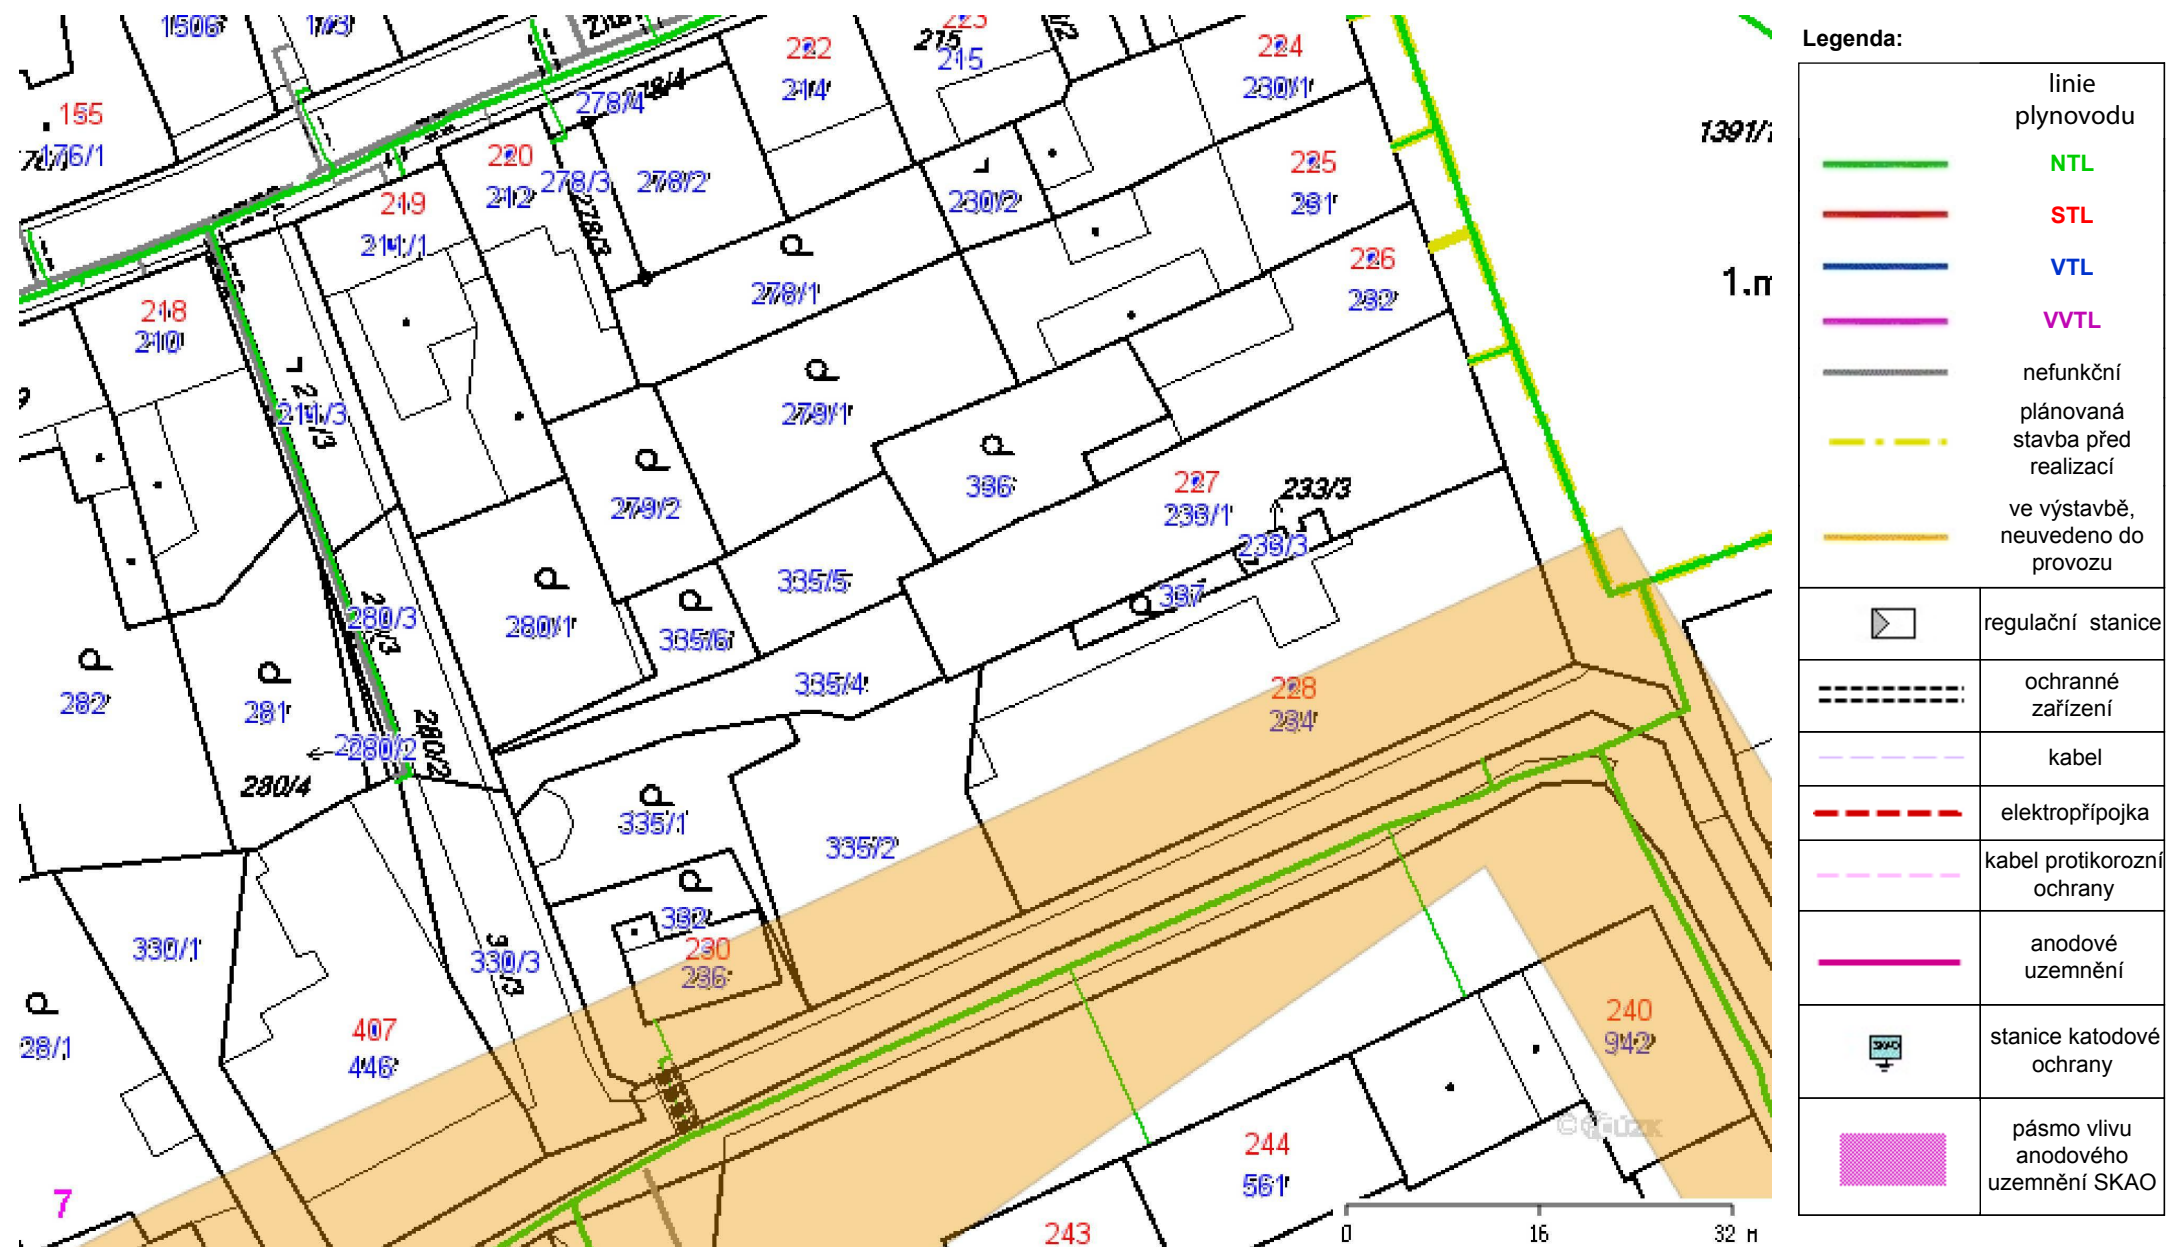 1506
173
223
215
215
222
214
224
230/1
155
176/1
278/4
278/4
1391/1
220
212
278/3
278/3
278/2
225
231
230/2
219
211/1
278/1
226
232
1.m
218
210
211/3
279/1
279/2
336
227
233/1
233/3
233/3
335/5
337
280/3
280/1
335/6
282
281
335/4
228
234
280/2
280/2
280/4
335/1
335/2
332
230
236
330/1
330/3
28/1
407
446
240
942
244
561
243
7
© ČÚZK
0 16 32 M
Legenda:
linie
plynovodu
NTL
STL
VTL
VVTL
nefunkční
plánovaná
stavba před
realizací
ve výstavbě,
neuvedeno do
provozu
regulační stanice
ochranné
zařízení
kabel
elektropřípojka
kabel protikorozní
ochrany
anodové
uzemnění
SKAO
stanice katodové
ochrany
pásmo vlivu
anodového
uzemnění SKAO